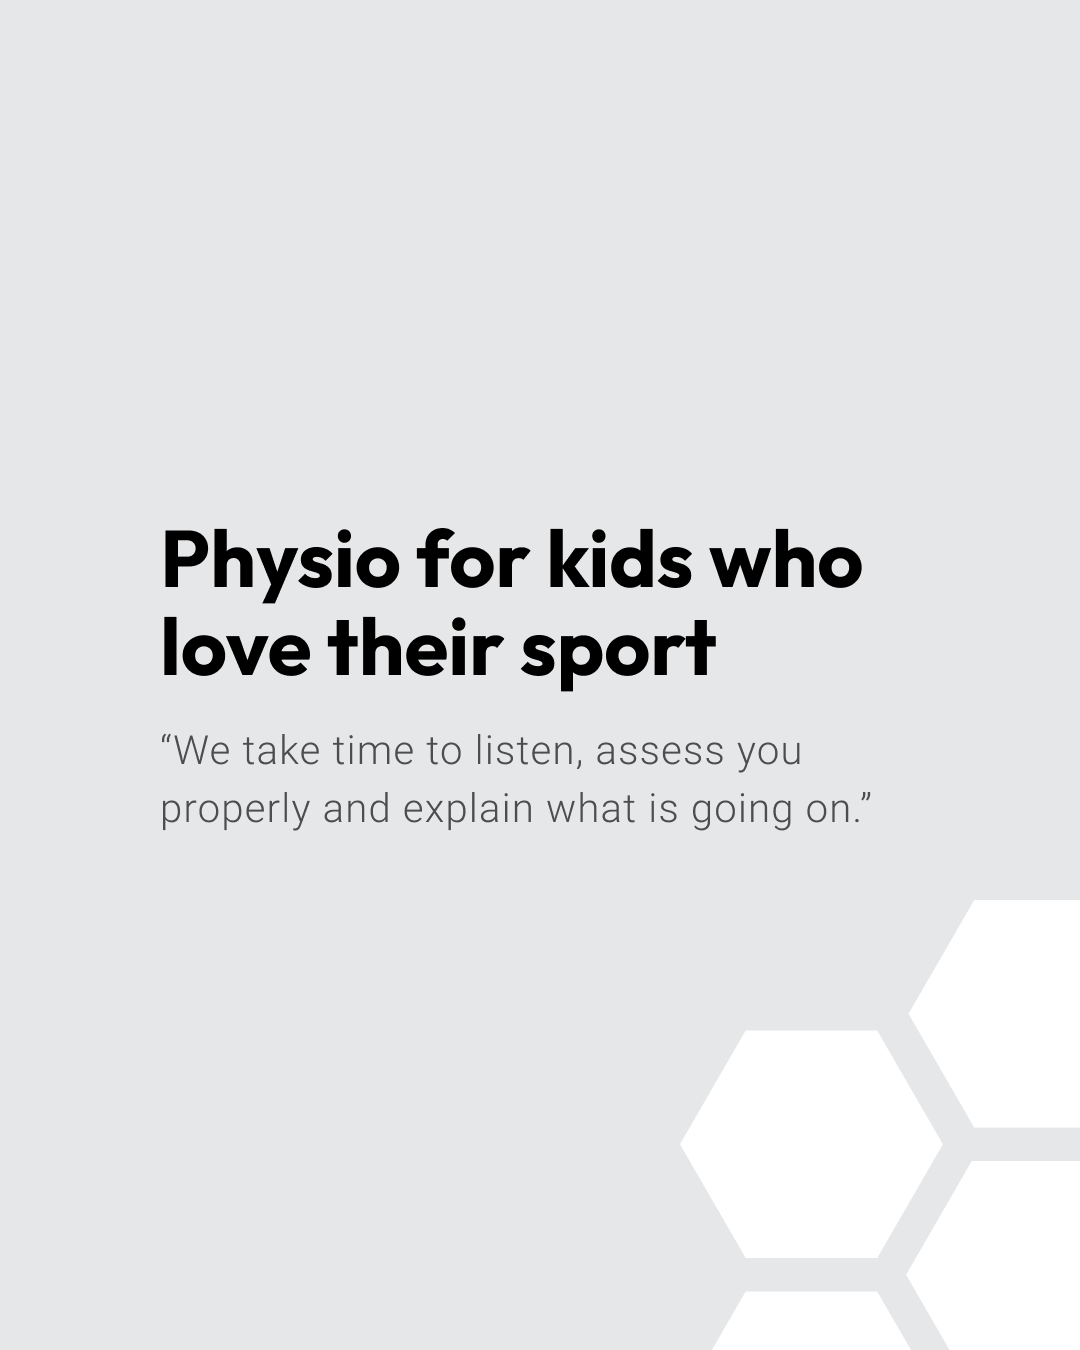 Physio for kids who
love their sport
“We take time to listen, assess you
properly and explain what is going on.”